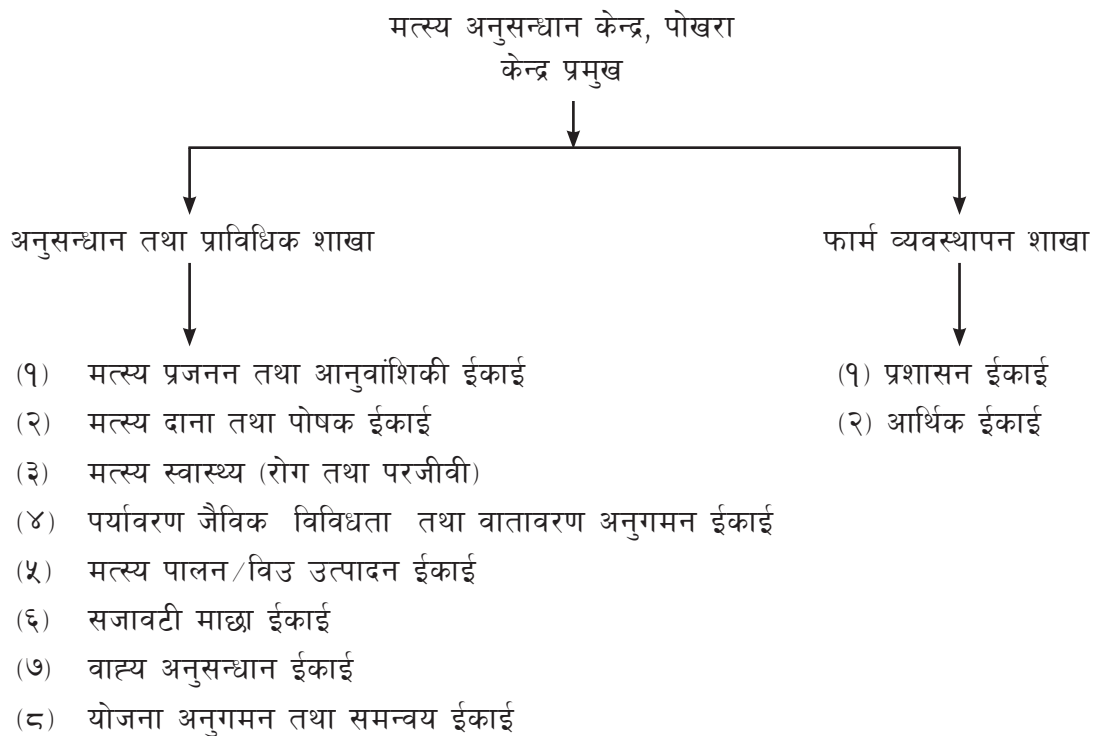 मत्स्य अनुसन्धान केन्द्र, पोखरा
केन्द्र प्रमुख
अनुसन्धान तथा प्राविधिक शाखा
फार्म व्यवस्थापन शाखा
(१) मत्स्य प्रजनन तथा आनुवांशिकी ईकाई
(२) मत्स्य दाना तथा पोषक ईकाई
(३) मत्स्य स्वास्थ्य (रोग तथा परजीवी)
(४) पर्यावरण जैविक विविधता तथा वातावरण अनुगमन ईकाई
(५) मत्स्य पालन/विउ उत्पादन ईकाई
(६) सजावटी माछा ईकाई
(७) वाह्य अनुसन्धान ईकाई
(८) योजना अनुगमन तथा समन्वय ईकाई
(१) प्रशासन ईकाई
(२) आर्थिक ईकाई